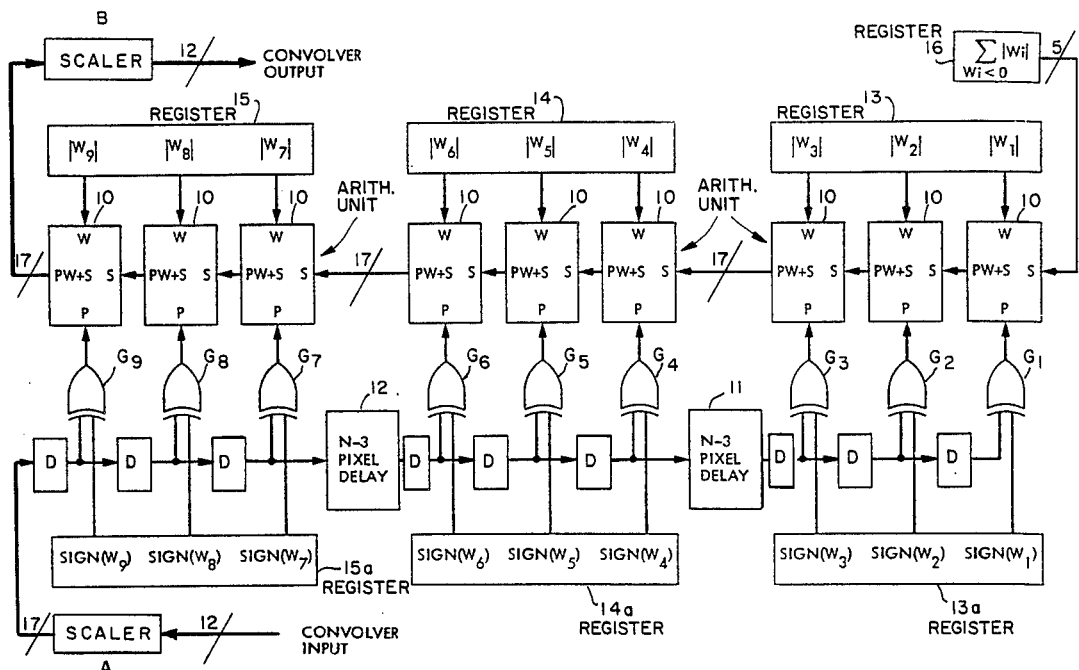 B
SCALER
12
CONVOLVER
OUTPUT
REGISTER
16
∑ |Wi|
Wi<0
5
REGISTER 15
|W9| |W8| |W7|
REGISTER 14
|W6| |W5| |W4|
REGISTER 13
|W3| |W2| |W1|
ARITH.
UNIT
ARITH.
UNIT
10 10 10 10 10 10 10 10 10
W W W W W W W W W
17 PW+S PW+S PW+S S 17 PW+S PW+S PW+S S 17 PW+S PW+S PW+S S
P P P P P P P P P
G9 G8 G7 G6 G5 G4 G3 G2 G1
12
11
D D D
N-3
PIXEL
DELAY
D D D
N-3
PIXEL
DELAY
D D D
SIGN(W9) SIGN(W8) SIGN(W7)
15a
REGISTER
SIGN(W6) SIGN(W5) SIGN(W4)
14a
REGISTER
SIGN(W3) SIGN(W2) SIGN(W1)
13a
REGISTER
17
SCALER
12
CONVOLVER
INPUT
A